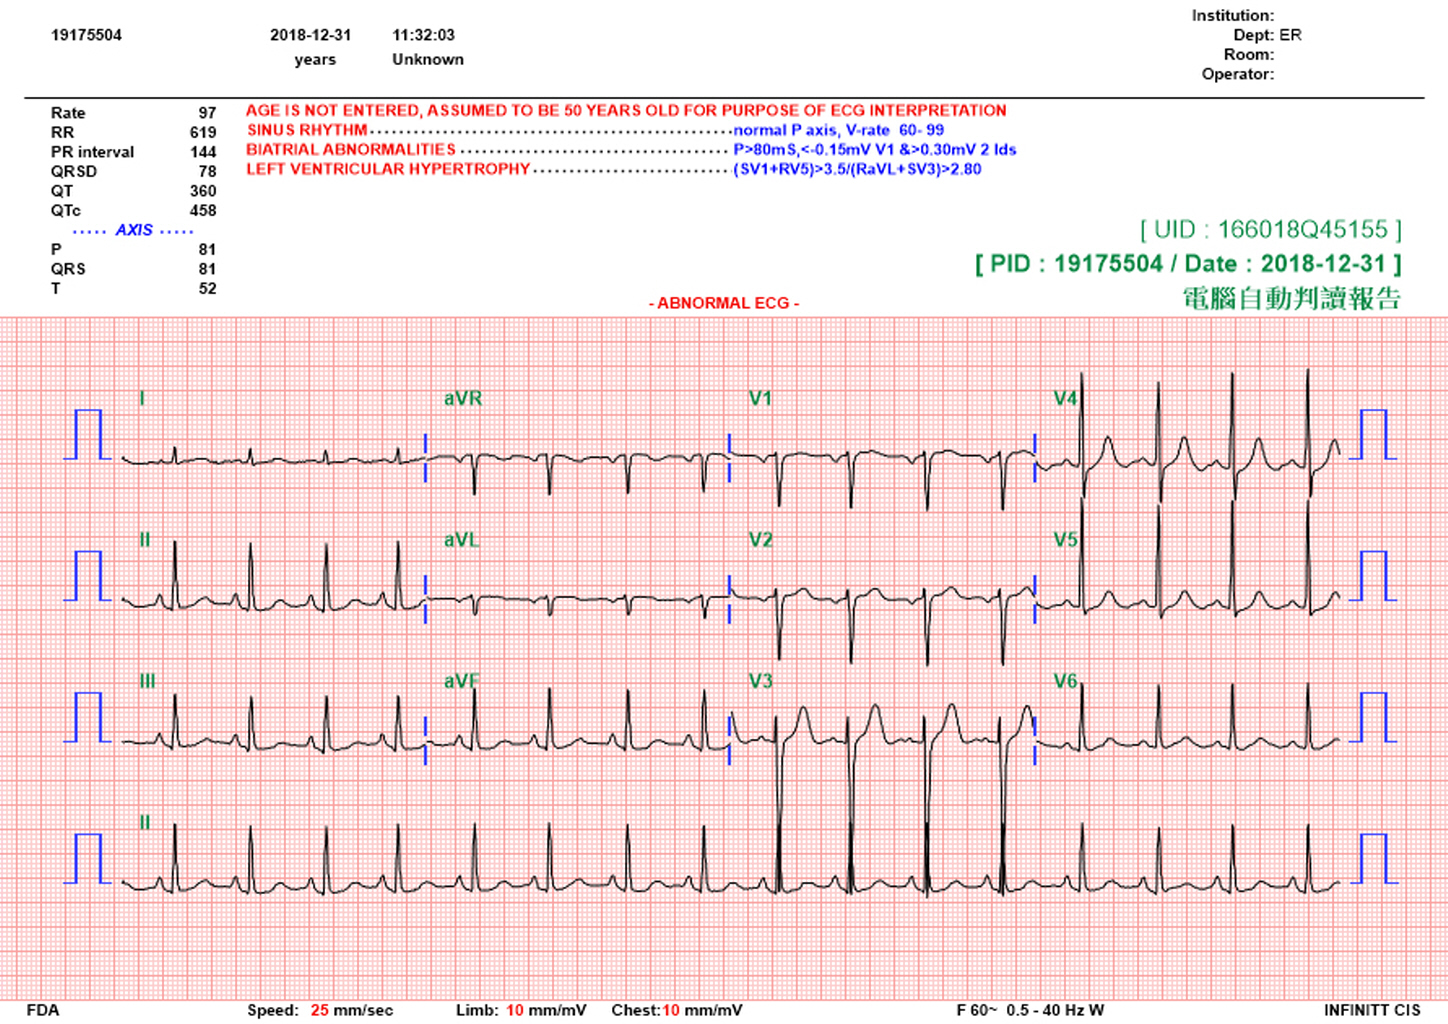 Institution:
19175504 2018-12-31 11:32:03 Dept: ER
years Unknown Room:
Operator:
Rate 97 AGE IS NOT ENTERED, ASSUMED TO BE 50 YEARS OLD FOR PURPOSE OF ECG INTERPRETATION
RR 619 SINUS RHYTHM normal P axis, V-rate 60- 99
PR interval 144 BIATRIAL ABNORMALITIES P>80mS,<-0.15mV V1 &>0.30mV 2 lds
QRSD 78 LEFT VENTRICULAR HYPERTROPHY (SV1+RV5)>3.5/(RaVL+SV3)>2.80
QT 360
QTc 458
..... AXIS .....
P 81
QRS 81
T 52
[ UID : 166018Q45155 ]
[ PID : 19175504 / Date : 2018-12-31 ]
電腦自動判讀報告
- ABNORMAL ECG -
I aVR V1 V4
II aVL V2 V5
III aVF V3 V6
II
FDA Speed: 25 mm/sec Limb: 10 mm/mV Chest:10 mm/mV F 60~ 0.5 - 40 Hz W INFINITT CIS